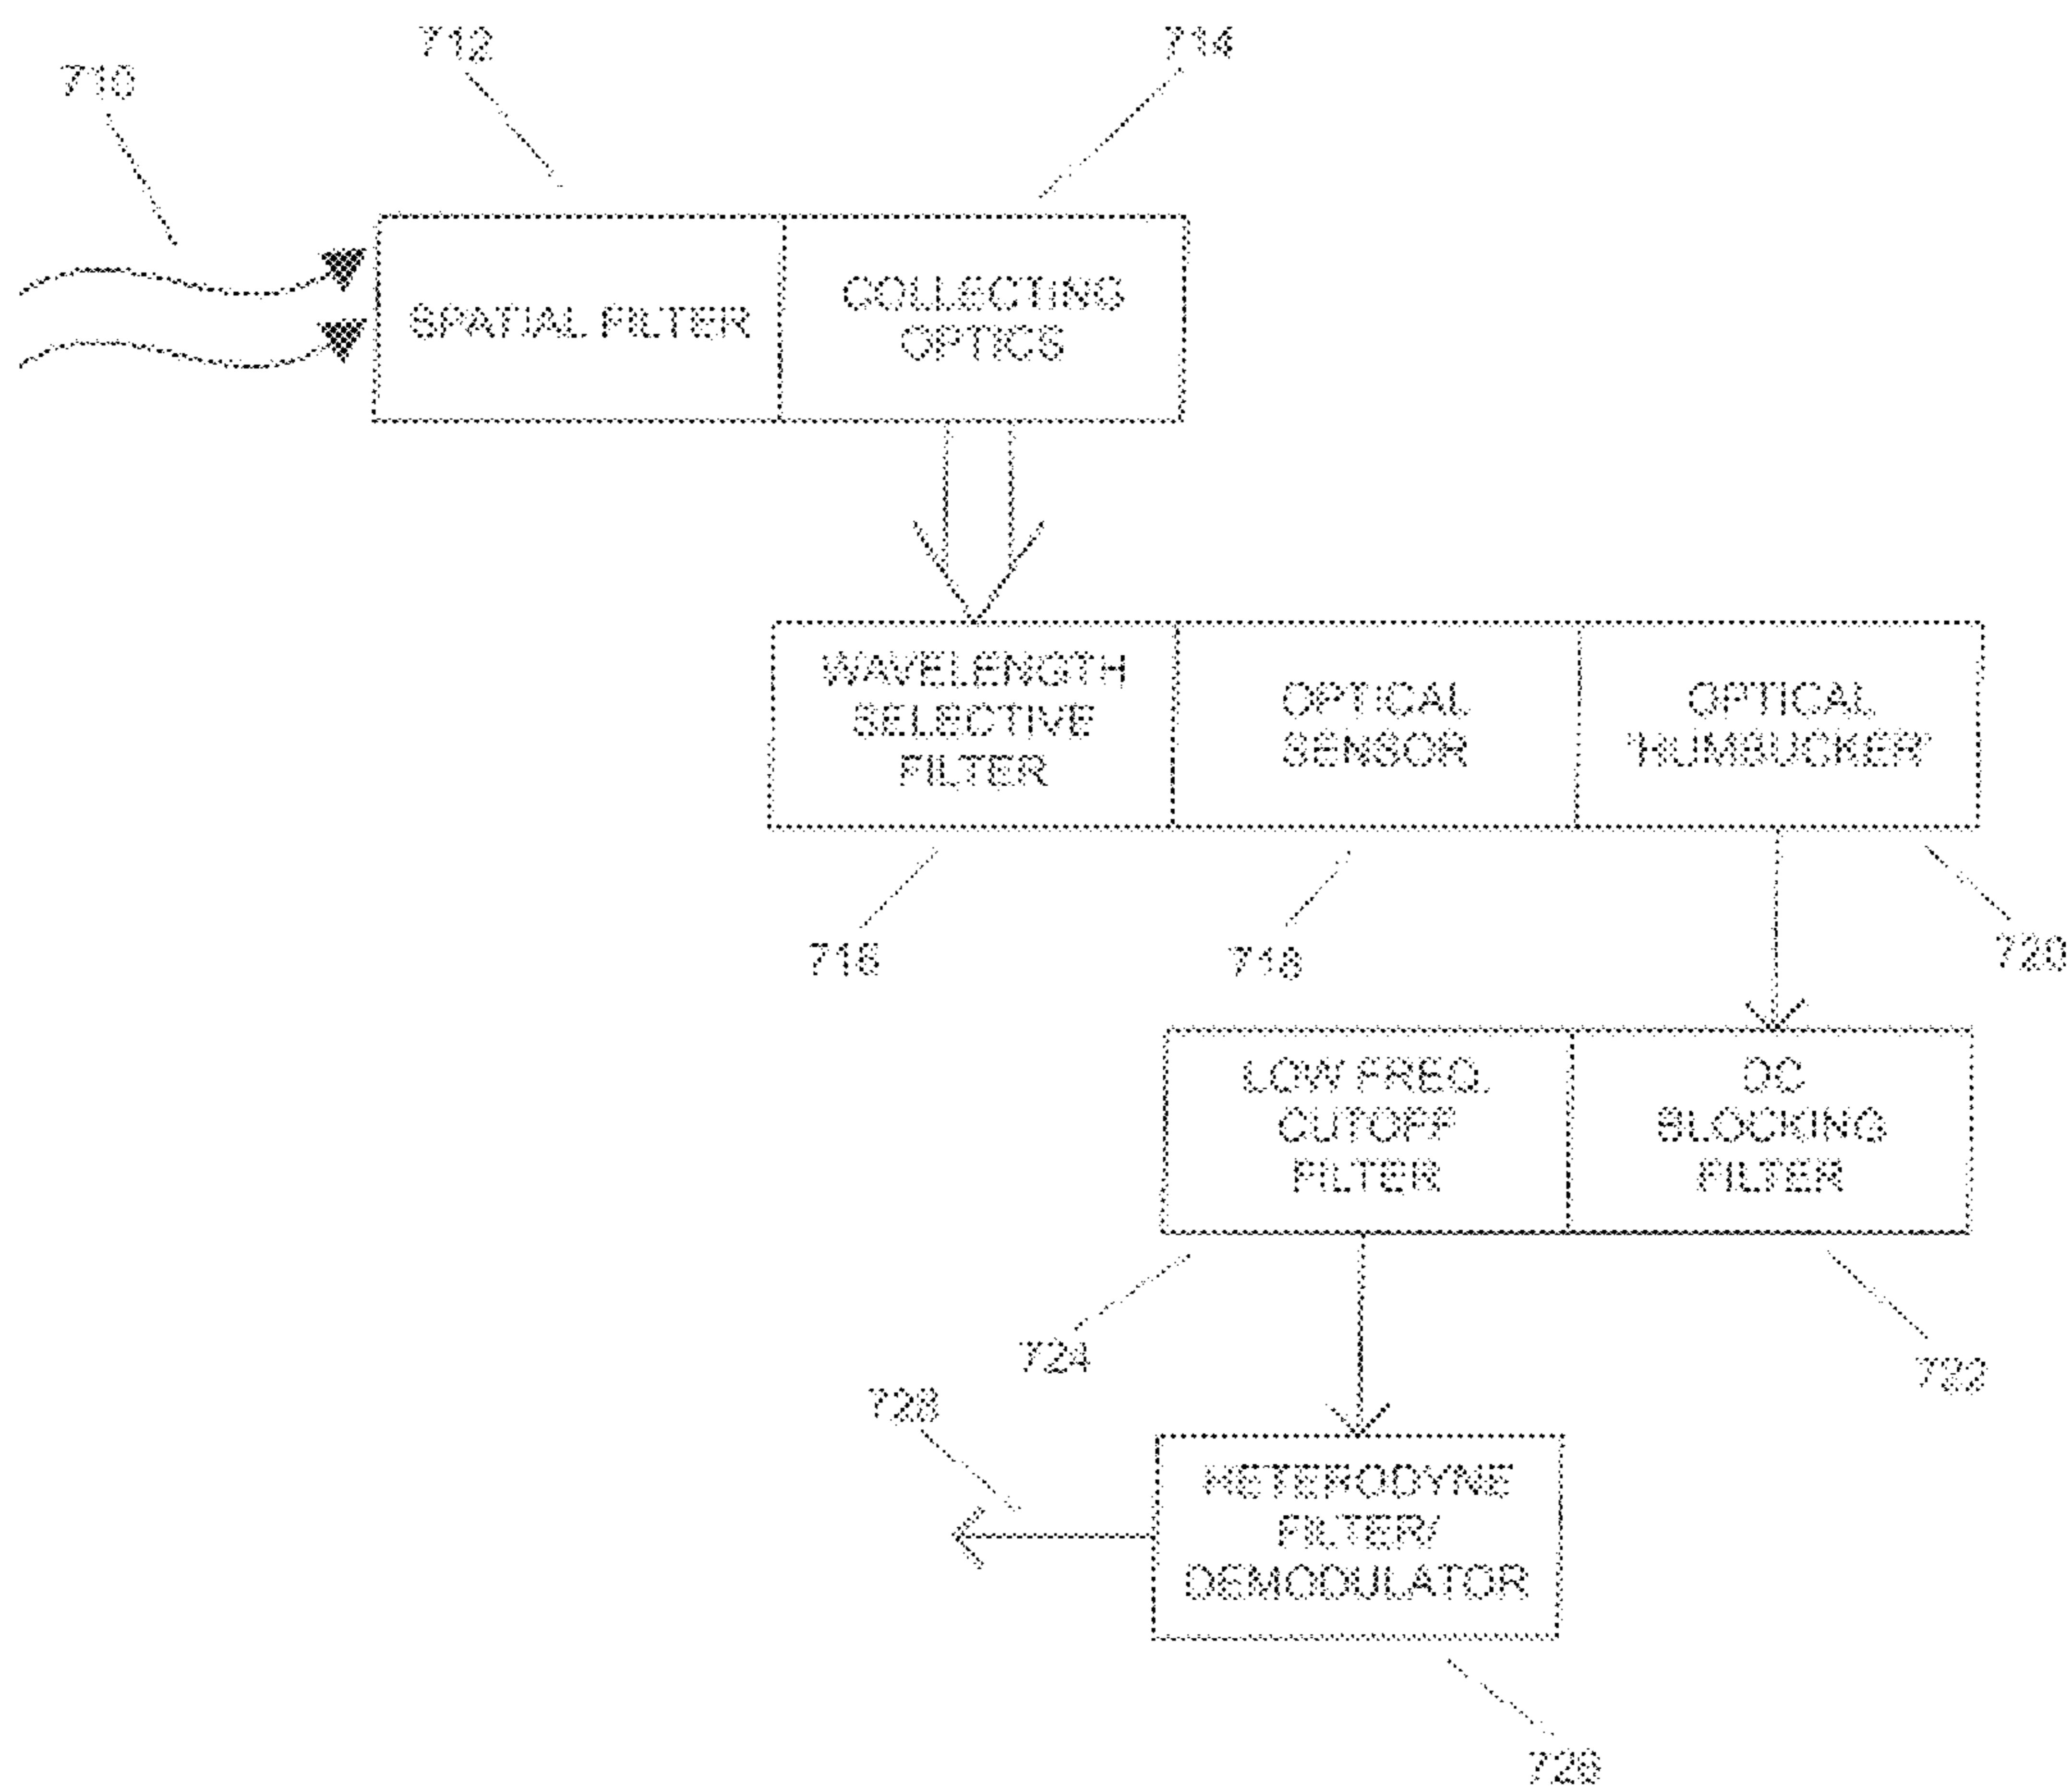 710
712
714
SPATIAL FILTER
COLLECTING
OPTICS
WAVELENGTH
SELECTIVE
FILTER
OPTICAL
SENSOR
OPTICAL
'HUMBUCKER'
716
718
720
LOW FREQ.
CUTOFF
FILTER
DC
BLOCKING
FILTER
724
722
728
HETERODYNE
FILTER/
DEMODULATOR
726